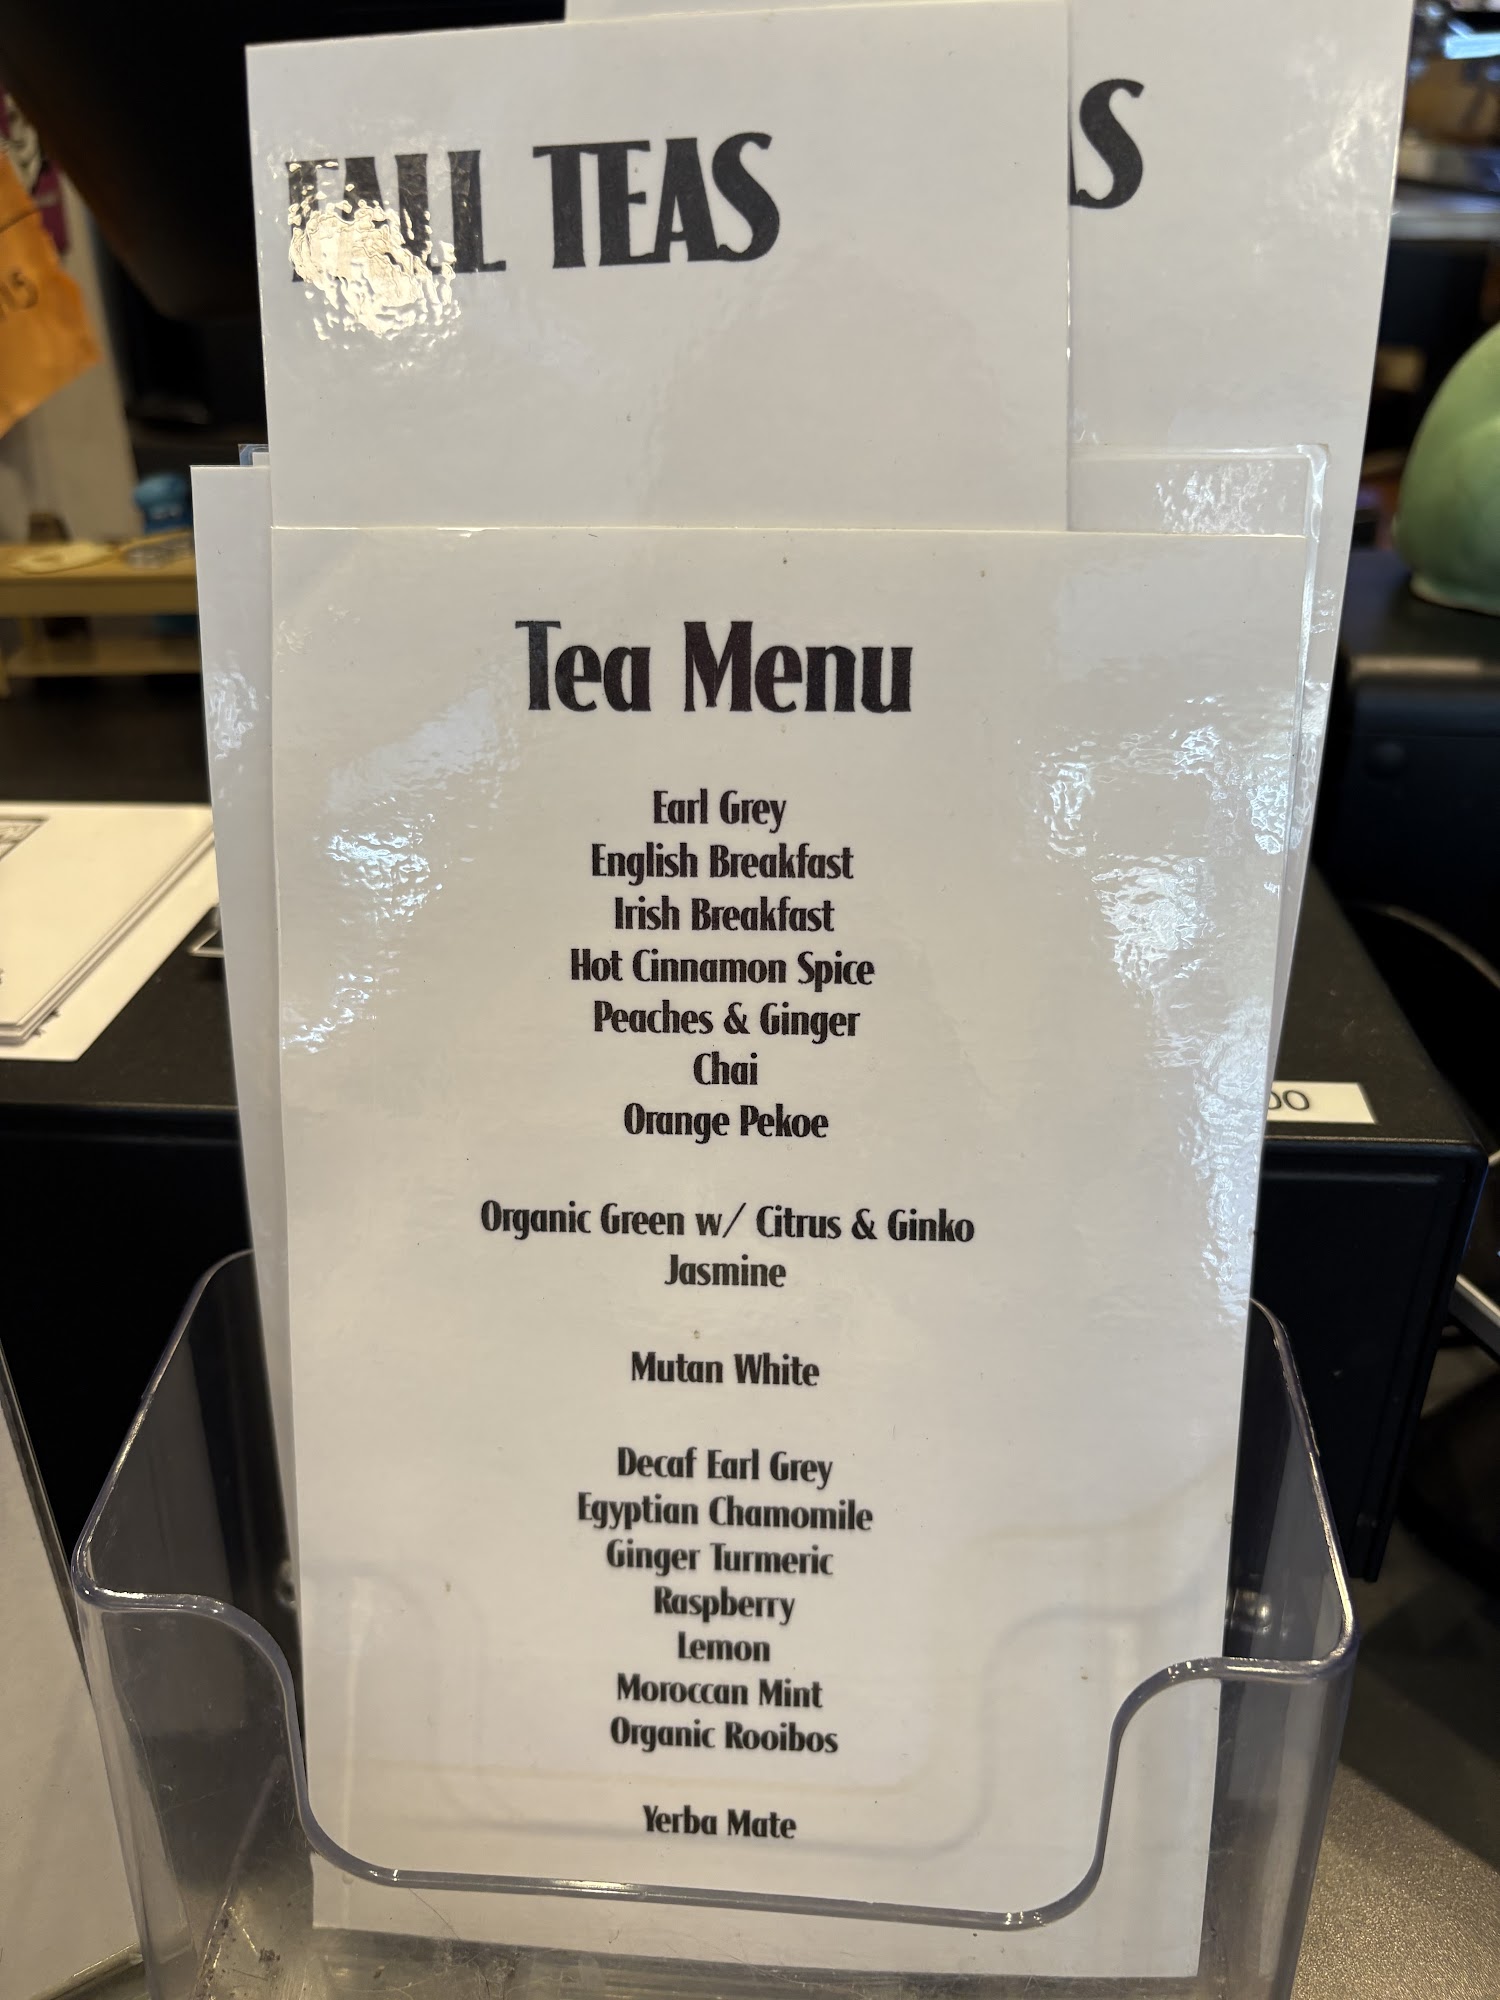 FALL TEAS
AS
Tea Menu
Earl Grey
English Breakfast
Irish Breakfast
Hot Cinnamon Spice
Peaches & Ginger
Chai
Orange Pekoe
Organic Green w/ Citrus & Ginko
Jasmine
Mutan White
Decaf Earl Grey
Egyptian Chamomile
Ginger Turmeric
Raspberry
Lemon
Moroccan Mint
Organic Rooibos
Yerba Mate